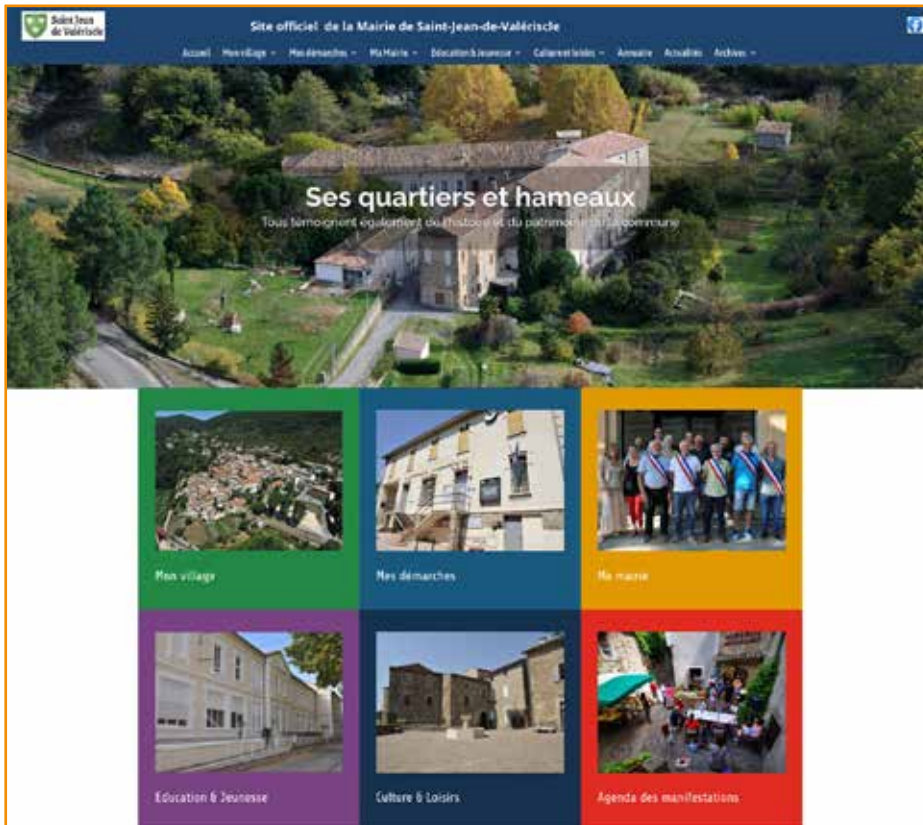 Saint Jean
de Valériscle
Site officiel de la Mairie de Saint-Jean-de-Valériscle
Accueil Mon village Mes démarches Ma Mairie Éducation & Jeunesse Culture et loisirs Annuaire Actualités Archives
Ses quartiers et hameaux
Tous témoignent également de l'histoire et du patrimoine de la commune
Mon village
Mes démarches
Ma mairie
Education & Jeunesse
Culture & Loisirs
Agenda des manifestations